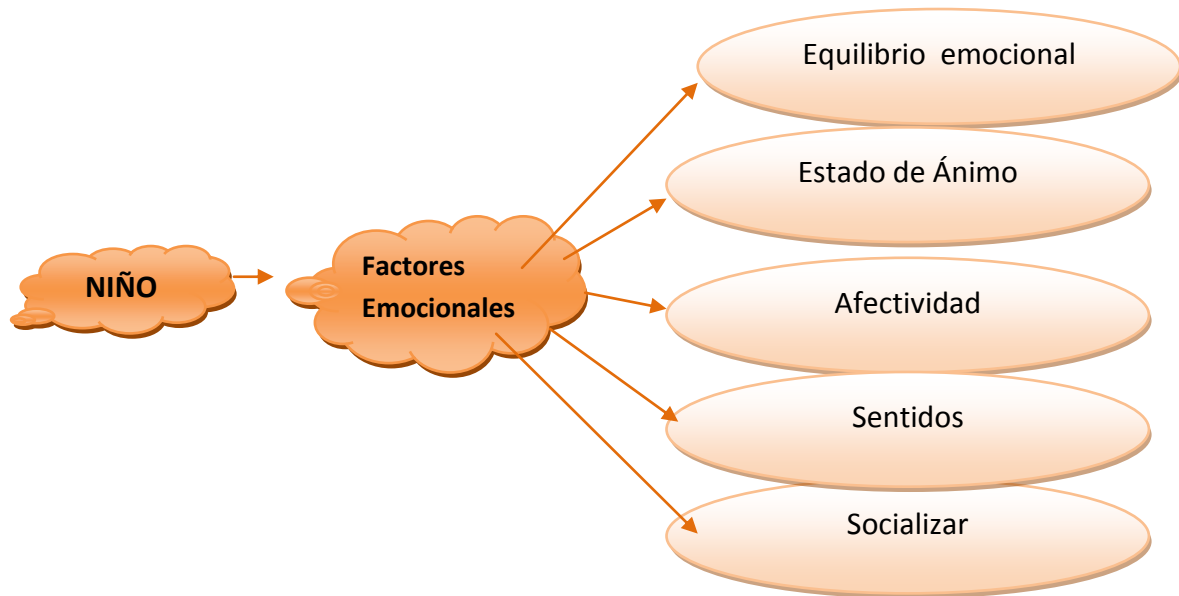 NIÑO
Factores
Emocionales
Equilibrio emocional
Estado de Ánimo
Afectividad
Sentidos
Socializar